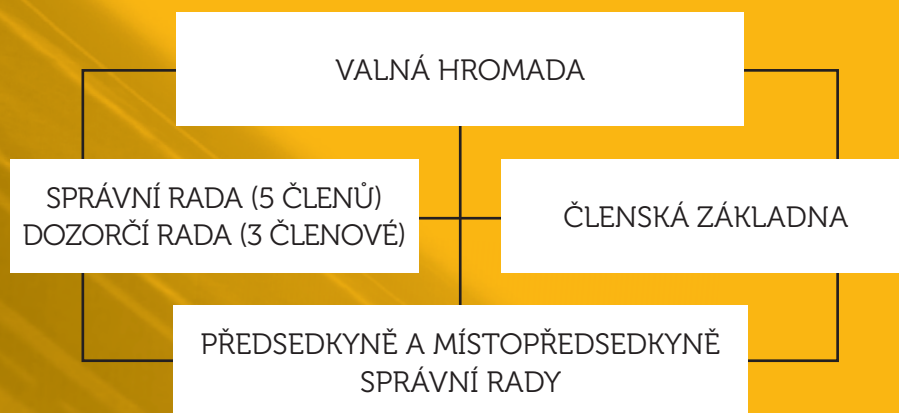 VALNÁ HROMADA
SPRÁVNÍ RADA (5 ČLENŮ)
DOZORČÍ RADA (3 ČLENOVÉ)
ČLENSKÁ ZÁKLADNA
PŘEDSEDKYNĚ A MÍSTOPŘEDSEDKYNĚ
SPRÁVNÍ RADY